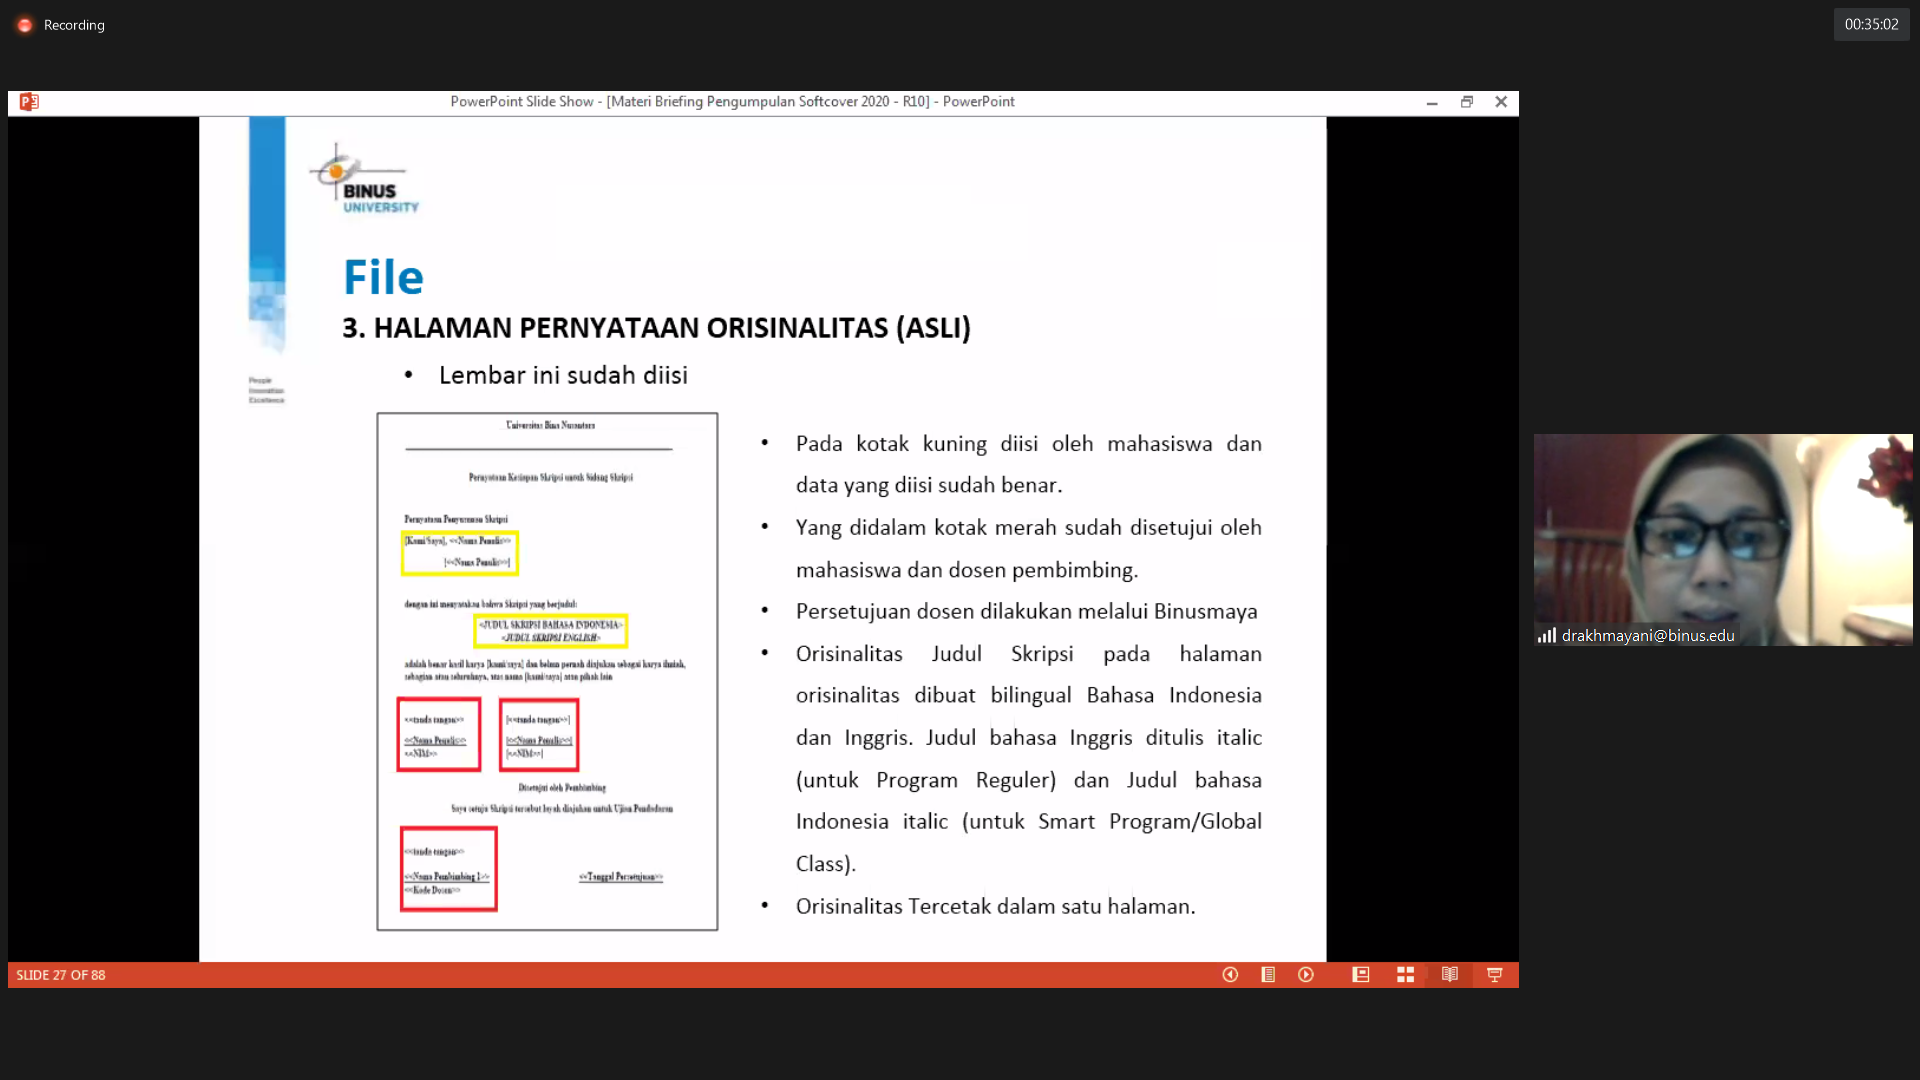 Recording
00:35:02
PowerPoint Slide Show - [Materi Briefing Pengumpulan Softcover 2020 - R10] - PowerPoint
BINUS
UNIVERSITY
People
Innovation
Excellence
File
3. HALAMAN PERNYATAAN ORISINALITAS (ASLI)
• Lembar ini sudah diisi
Universitas Bina Nusantara
Pernyataan Kesiapan Skripsi untuk Sidang Skripsi
Pernyataan Penyusunan Skripsi
[Kami/Saya], <<Nama Penulis>>
[<<Nama Penulis>>]
dengan ini menyatakan bahwa Skripsi yang berjudul:
<JUDUL SKRIPSI BAHASA INDONESIA>
<JUDUL SKRIPSI ENGLISH>
adalah benar hasil karya [kami/saya] dan belum pernah diajukan sebagai karya ilmiah,
sebagian atau seluruhnya, atas nama [kami/saya] atau pihak lain
<<tanda tangan>> [<<tanda tangan>>]
<<Nama Penulis>> [<<Nama Penulis>>]
<<NIM>> [<<NIM>>]
Disetujui oleh Pembimbing
Saya setuju Skripsi tersebut layak diajukan untuk Ujian Pendadaran
<<tanda tangan>>
<<Nama Pembimbing 1>> <<Tanggal Persetujuan>>
<<Kode Dosen>>
• Pada kotak kuning diisi oleh mahasiswa dan
data yang diisi sudah benar.
• Yang didalam kotak merah sudah disetujui oleh
mahasiswa dan dosen pembimbing.
• Persetujuan dosen dilakukan melalui Binusmaya
• Orisinalitas Judul Skripsi pada halaman
orisinalitas dibuat bilingual Bahasa Indonesia
dan Inggris. Judul bahasa Inggris ditulis italic
(untuk Program Reguler) dan Judul bahasa
Indonesia italic (untuk Smart Program/Global
Class).
• Orisinalitas Tercetak dalam satu halaman.
drakhmayani@binus.edu
SLIDE 27 OF 88